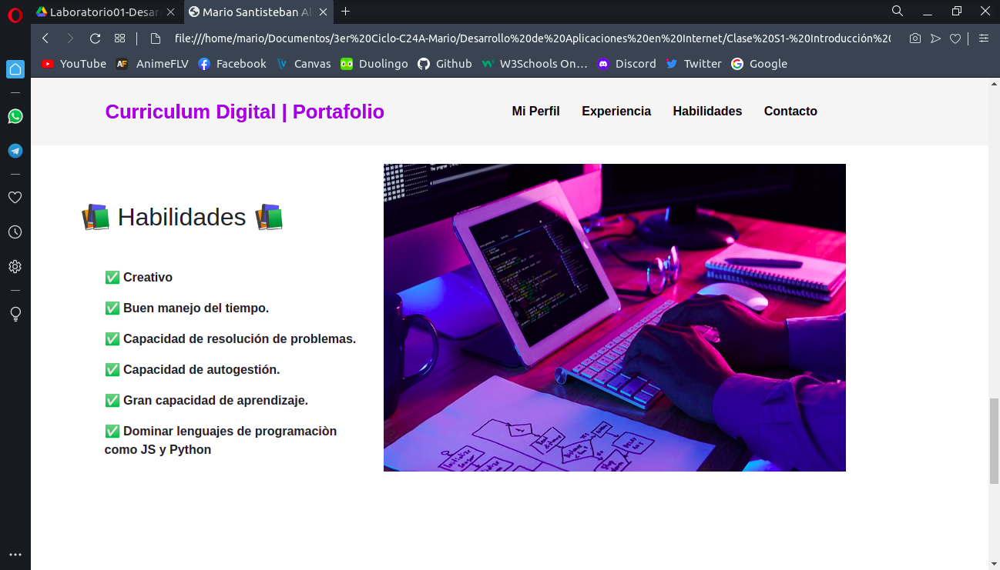 Laboratorio01-Desar
Mario Santisteban Al
file:///home/mario/Documentos/3er%20Ciclo-C24A-Mario/Desarrollo%20de%20Aplicaciones%20en%20Internet/Clase%20S1-%20Introducción%20
YouTube
AnimeFLV
Facebook
Canvas
Duolingo
Github
W3Schools On...
Discord
Twitter
Google
Curriculum Digital | Portafolio
Mi Perfil
Experiencia
Habilidades
Contacto
📚 Habilidades 📚
✅ Creativo
✅ Buen manejo del tiempo.
✅ Capacidad de resolución de problemas.
✅ Capacidad de autogestión.
✅ Gran capacidad de aprendizaje.
✅ Dominar lenguajes de programaciòn
como JS y Python